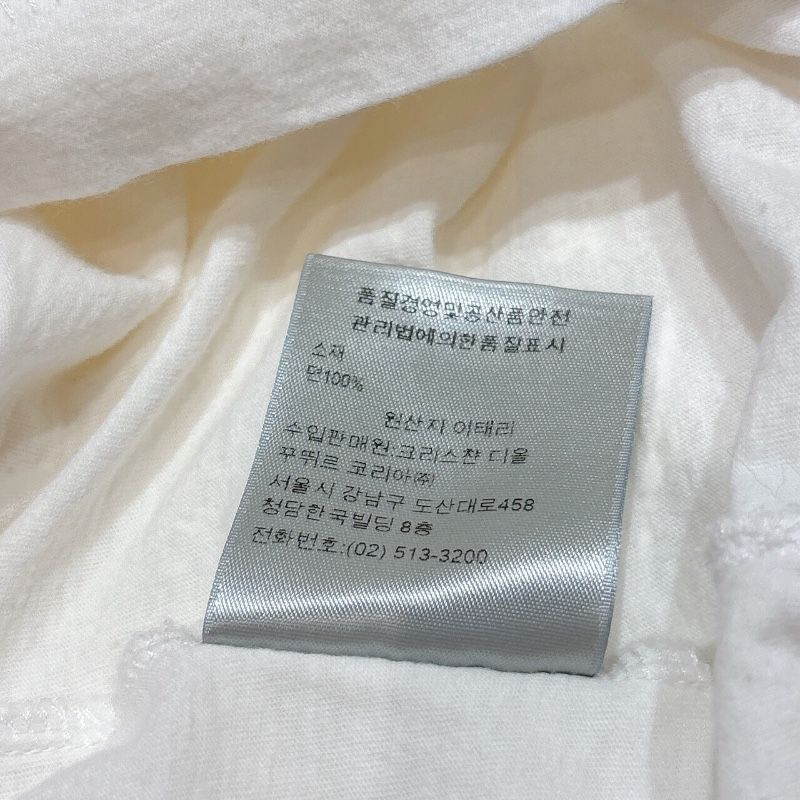 품질경영및공산품안전
관리법에의한품질표시
소재
면100%
원산지 이태리
수입판매원:크리스챤 디올
꾸뛰르 코리아㈜
서울시 강남구 도산대로458
청담한국빌딩 8층
전화번호:(02) 513-3200